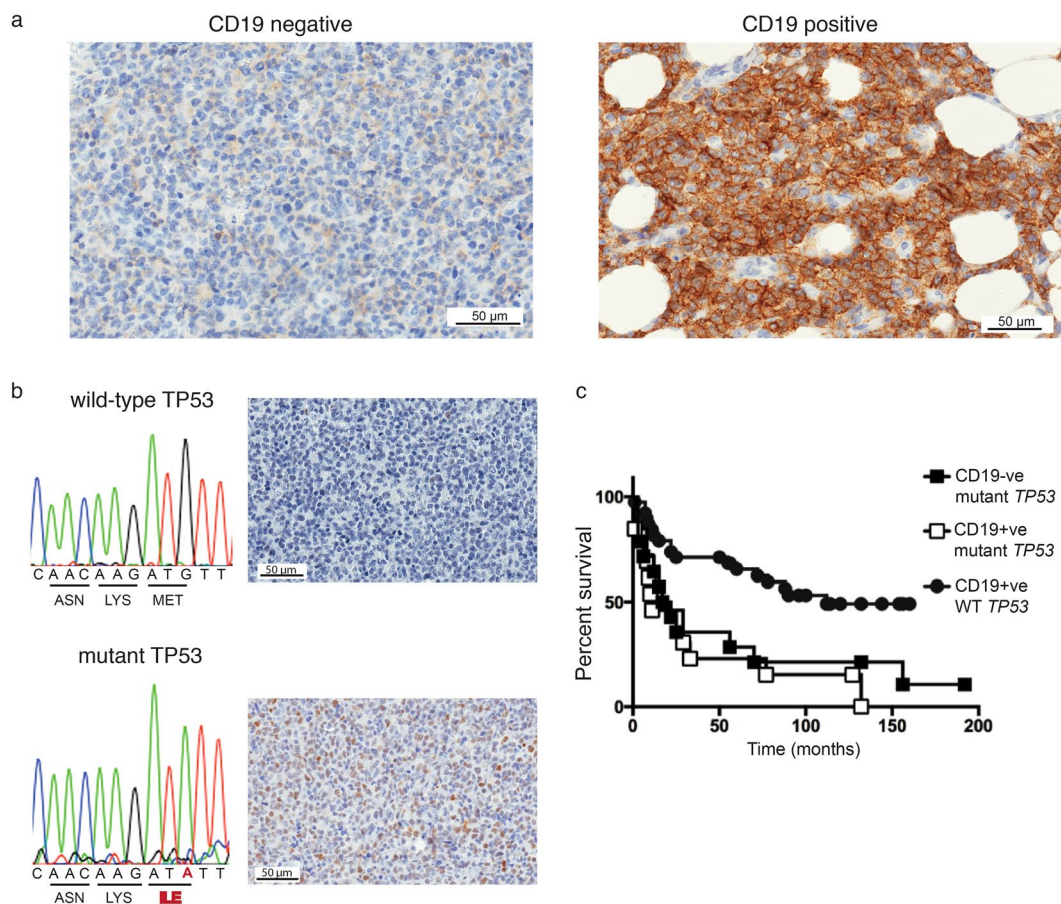 a
CD19 negative
CD19 positive
50 µm
50 µm
b
wild-type TP53
C A A C A A G A T G T T
ASN LYS MET
50 µm
mutant TP53
C A A C A A G A T A T T
ASN LYS ILE
50 µm
c
Percent survival
100
50
0
0 50 100 150 200
Time (months)
CD19-ve
mutant TP53
CD19+ve
mutant TP53
CD19+ve
WT TP53